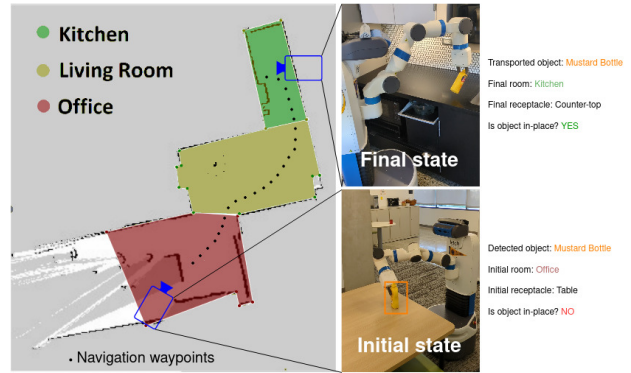 Kitchen
Living Room
Office
Navigation waypoints
Final state
Transported object: Mustard Bottle
Final room: Kitchen
Final receptacle: Counter-top
Is object in-place? YES
Initial state
Detected object: Mustard Bottle
Initial room: Office
Initial receptacle: Table
Is object in-place? NO